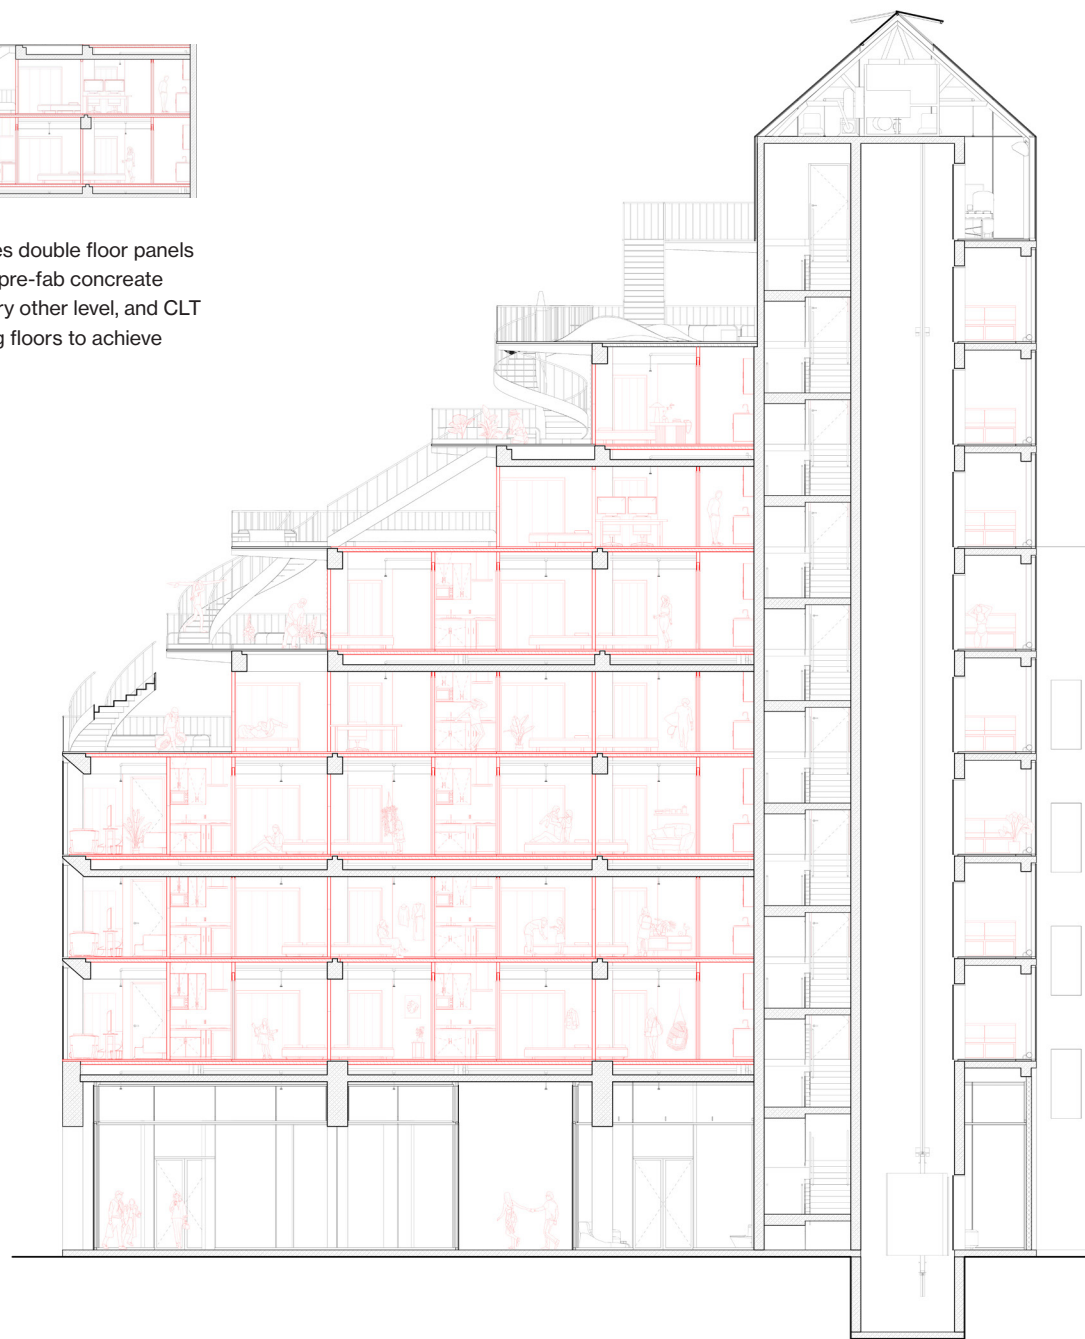 es double floor panels
pre-fab concreate
ry other level, and CLT
g floors to achieve